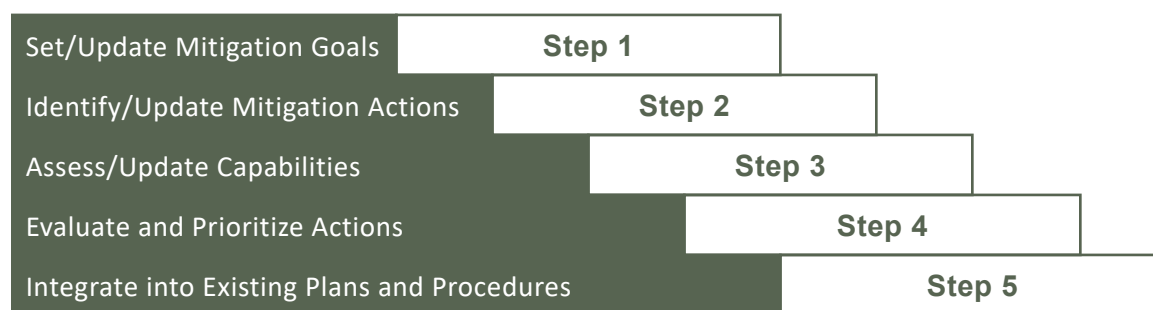 Set/Update Mitigation Goals Step 1
Identify/Update Mitigation Actions Step 2
Assess/Update Capabilities Step 3
Evaluate and Prioritize Actions Step 4
Integrate into Existing Plans and Procedures Step 5